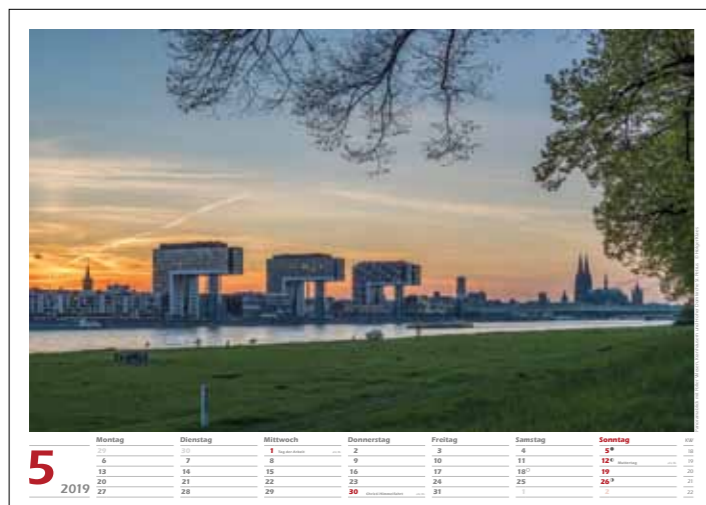 Montag Dienstag Mittwoch Donnerstag Freitag Samstag Sonntag KW
29 30 1 Tag der Arbeit 2 3 4 5 18
6 7 8 9 10 11 12 Muttertag 19
13 14 15 16 17 18 19 20
20 21 22 23 24 25 26 21
27 28 29 30 Christi Himmelfahrt 31 1 2 22
5
2019